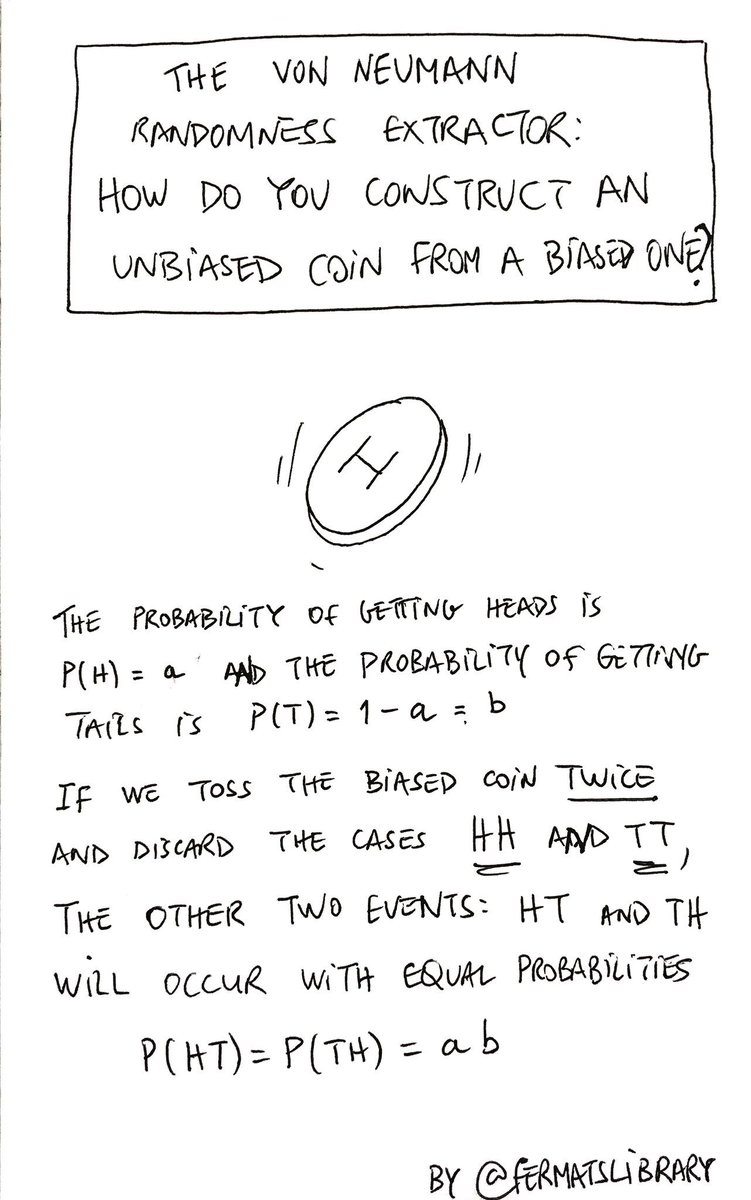 THE VON NEUMANN
RANDOMNESS EXTRACTOR:
HOW DO YOU CONSTRUCT AN
UNBIASED COIN FROM A BIASED ONE?
H
THE PROBABILITY OF GETTING HEADS IS
P(H) = a AND THE PROBABILITY OF GETTING
TAILS IS P(T) = 1 - a = b
IF WE TOSS THE BIASED COIN TWICE
AND DISCARD THE CASES HH AND TT,
THE OTHER TWO EVENTS: HT AND TH
WILL OCCUR WITH EQUAL PROBABILITIES
P(HT) = P(TH) = a b
BY @FERMATSLIBRARY